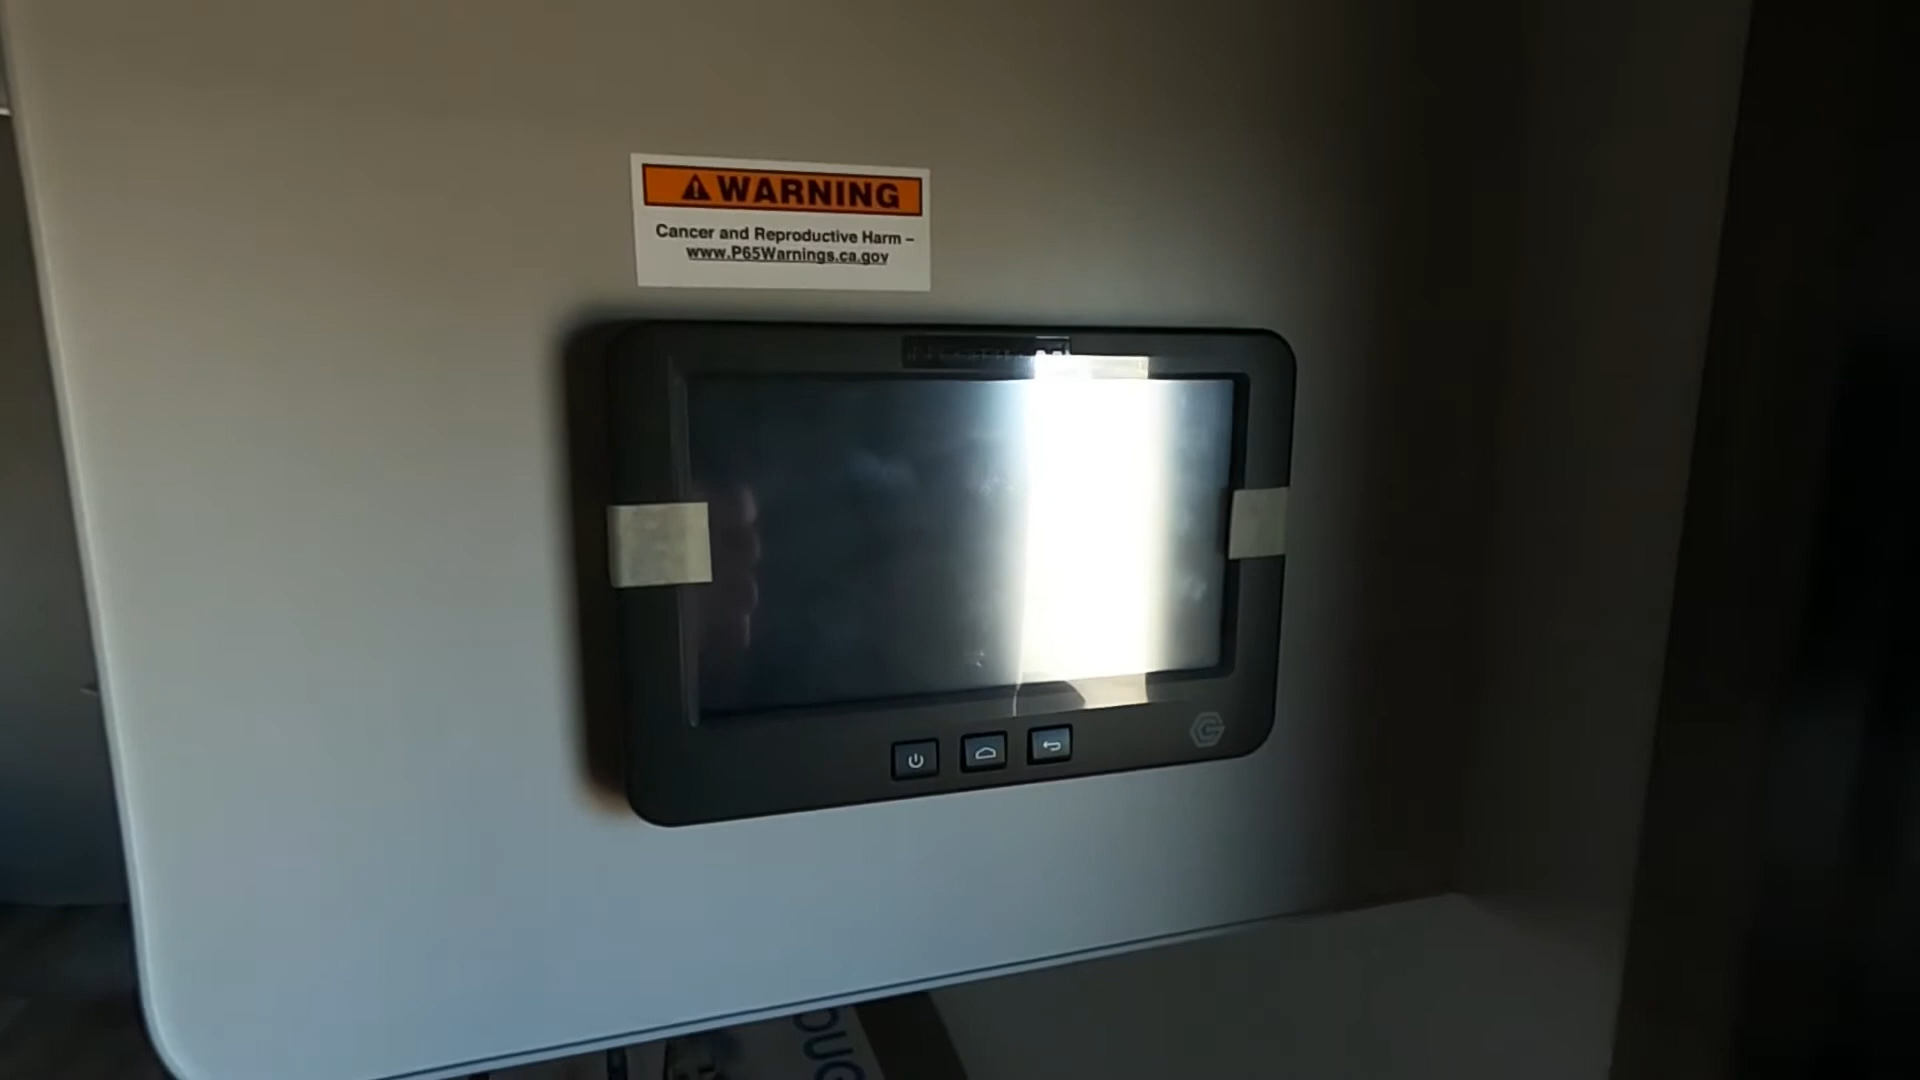 WARNING
Cancer and Reproductive Harm –
www.P65Warnings.ca.gov